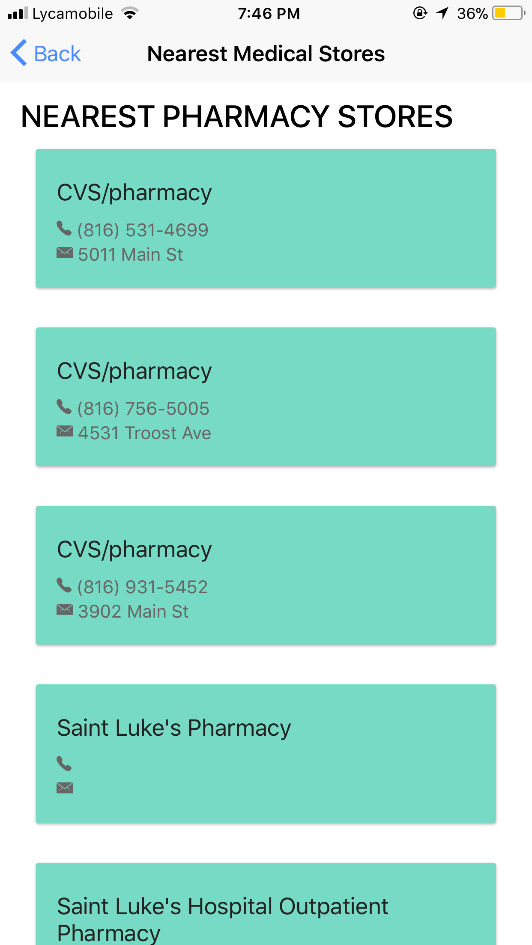 Lycamobile 7:46 PM 36%
Back Nearest Medical Stores
NEAREST PHARMACY STORES
CVS/pharmacy
(816) 531-4699
5011 Main St
CVS/pharmacy
(816) 756-5005
4531 Troost Ave
CVS/pharmacy
(816) 931-5452
3902 Main St
Saint Luke's Pharmacy
Saint Luke's Hospital Outpatient
Pharmacy